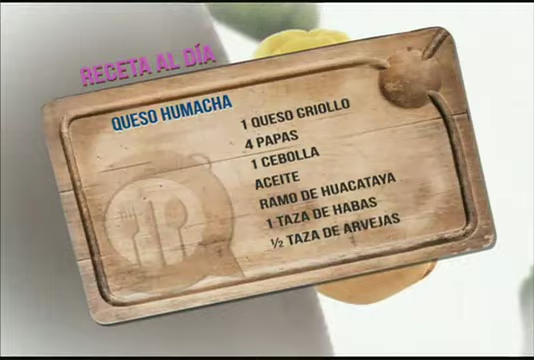 RECETA AL DÍA
QUESO HUMACHA
1 QUESO CRIOLLO
4 PAPAS
1 CEBOLLA
ACEITE
RAMO DE HUACATAYA
1 TAZA DE HABAS
½ TAZA DE ARVEJAS